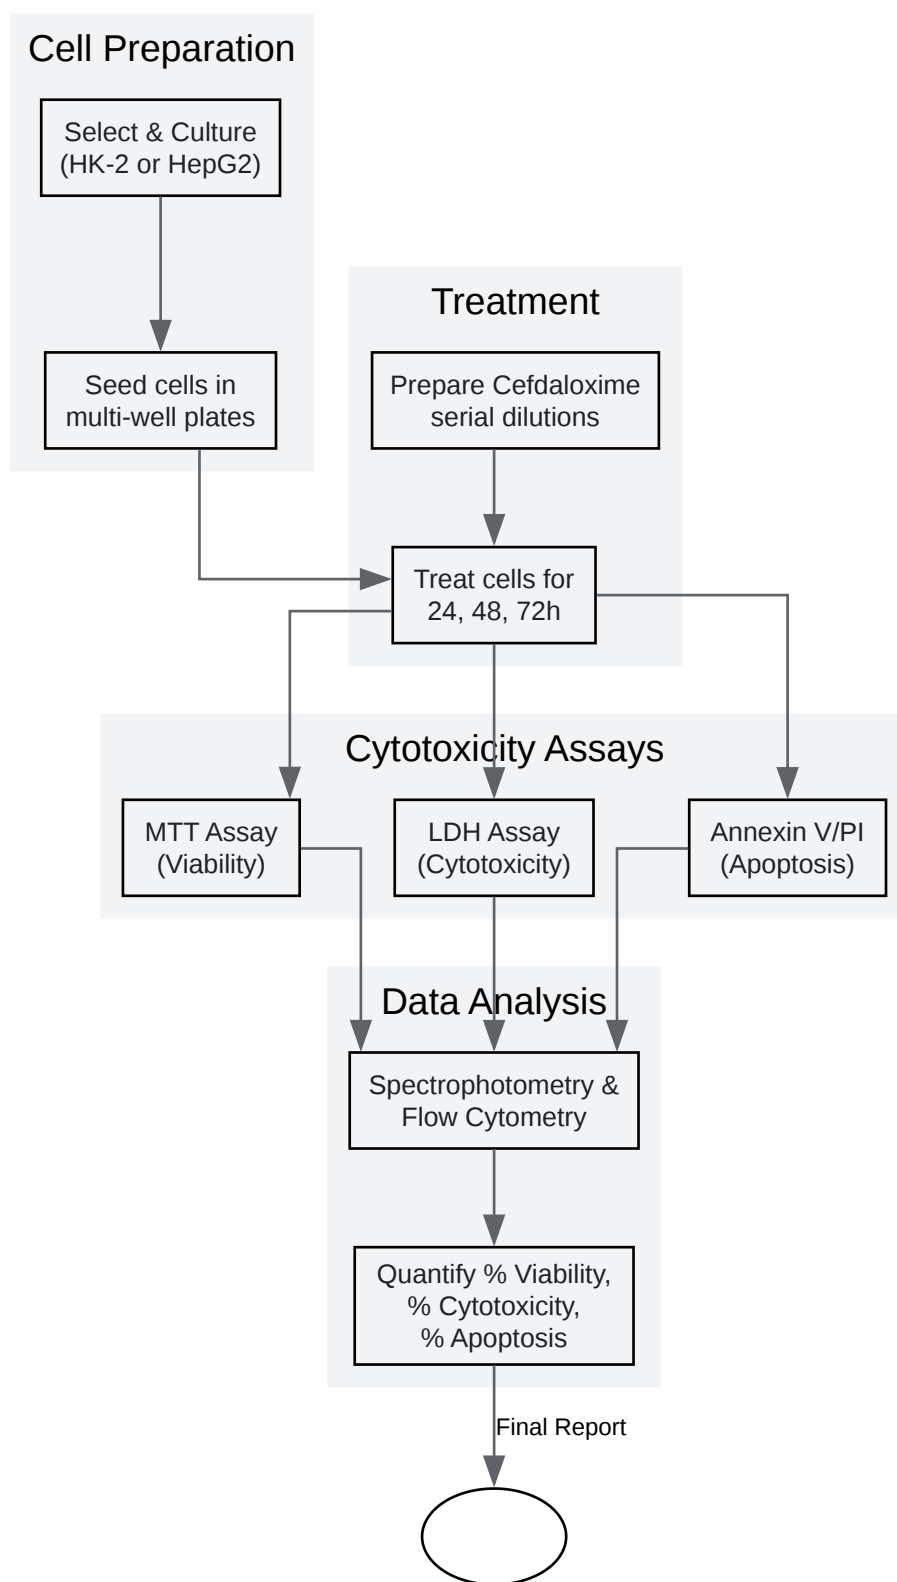 Cell Preparation
Select & Culture
(HK-2 or HepG2)
Seed cells in
multi-well plates
Treatment
Prepare Cefdaloxime
serial dilutions
Treat cells for
24, 48, 72h
Cytotoxicity Assays
MTT Assay
(Viability)
LDH Assay
(Cytotoxicity)
Annexin V/PI
(Apoptosis)
Data Analysis
Spectrophotometry &
Flow Cytometry
Quantify % Viability,
% Cytotoxicity,
% Apoptosis
Final Report